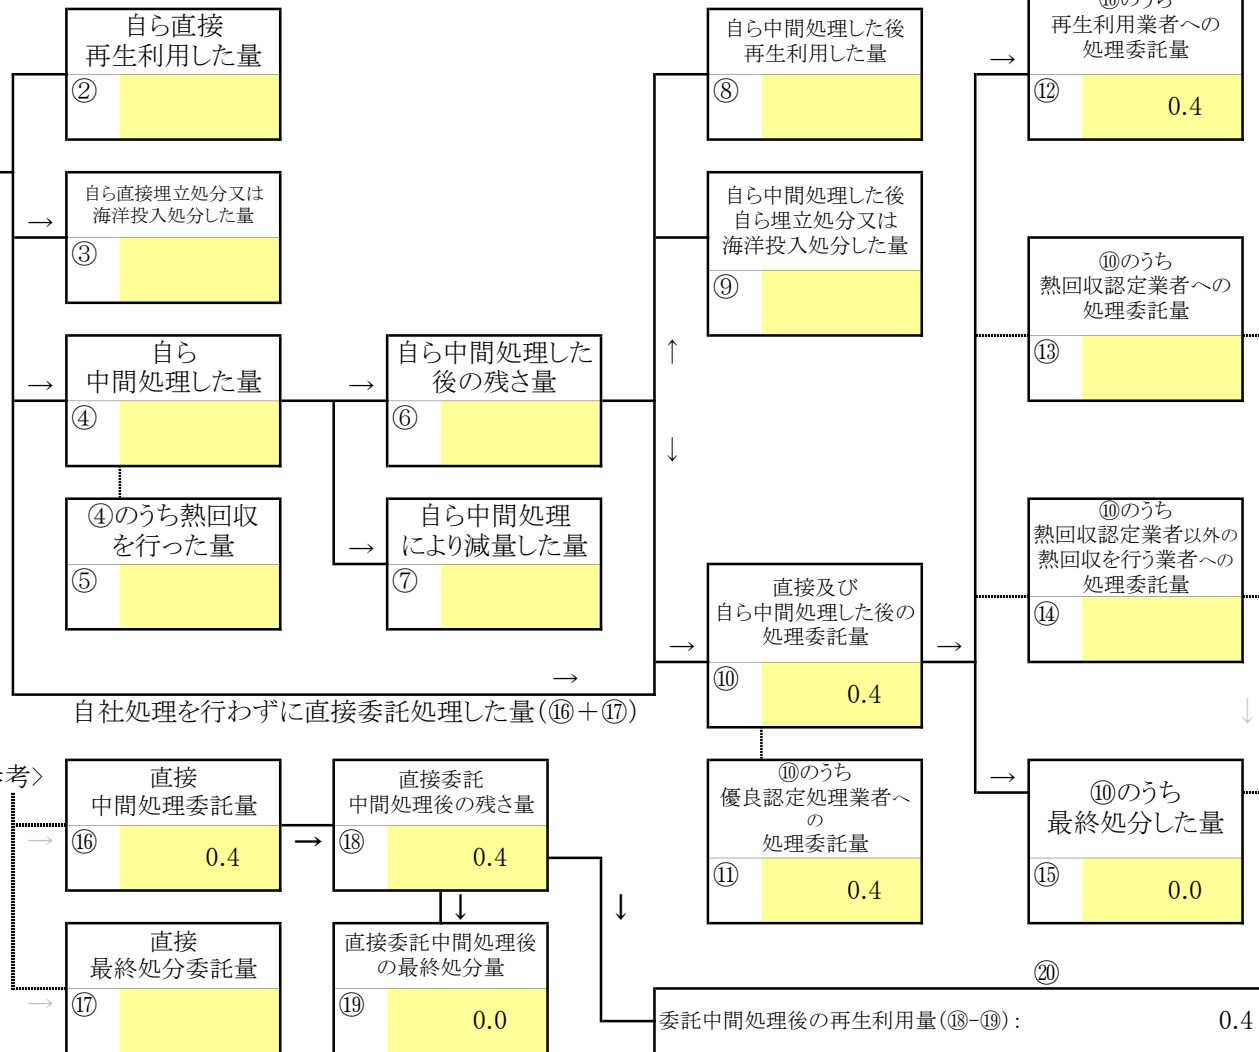 自ら直接
再生利用した量
②
自ら直接埋立処分又は
海洋投入処分した量
→
③
自ら
中間処理した量
→
④
④のうち熱回収
を行った量
⑤
→
自ら中間処理した
後の残さ量
⑥
→
自ら中間処理
により減量した量
⑦
自ら中間処理した後
再生利用した量
⑧
自ら中間処理した後
自ら埋立処分又は
海洋投入処分した量
⑨
↑
↓
→
自社処理を行わずに直接委託処理した量(⑯+⑰)
→
直接及び
自ら中間処理した後の
処理委託量
⑩ 0.4
→
⑩のうち
優良認定処理業者へ
の
処理委託量
⑪ 0.4
⑩のうち
再生利用業者への
処理委託量
→
⑫ 0.4
⑩のうち
熱回収認定業者への
処理委託量
⑬
⑩のうち
熱回収認定業者以外の
熱回収を行う業者への
処理委託量
⑭
↓
→
⑩のうち
最終処分した量
⑮ 0.0
考>
直接
中間処理委託量
→
⑯ 0.4
→
直接委託
中間処理後の残さ量
⑱ 0.4
↓
↓
直接
最終処分委託量
→
⑰
直接委託中間処理後
の最終処分量
⑲ 0.0
⑳
委託中間処理後の再生利用量(⑱-⑲): 0.4